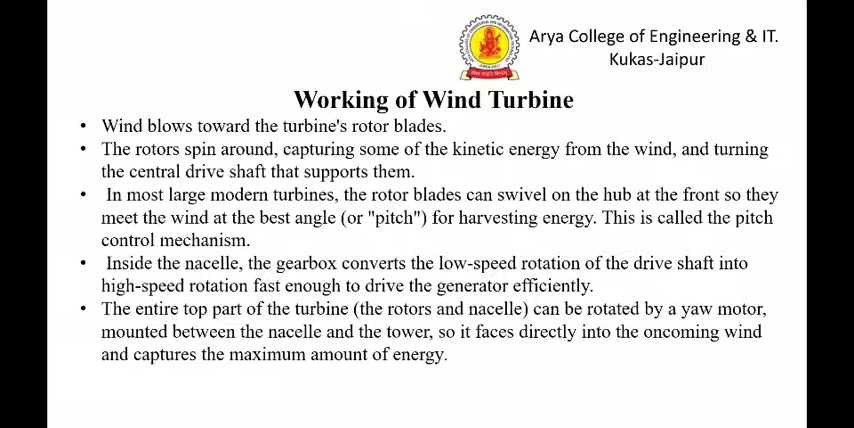 Arya College of Engineering & IT.
Kukas-Jaipur
Working of Wind Turbine
• Wind blows toward the turbine's rotor blades.
• The rotors spin around, capturing some of the kinetic energy from the wind, and turning
the central drive shaft that supports them.
• In most large modern turbines, the rotor blades can swivel on the hub at the front so they
meet the wind at the best angle (or "pitch") for harvesting energy. This is called the pitch
control mechanism.
• Inside the nacelle, the gearbox converts the low-speed rotation of the drive shaft into
high-speed rotation fast enough to drive the generator efficiently.
• The entire top part of the turbine (the rotors and nacelle) can be rotated by a yaw motor,
mounted between the nacelle and the tower, so it faces directly into the oncoming wind
and captures the maximum amount of energy.